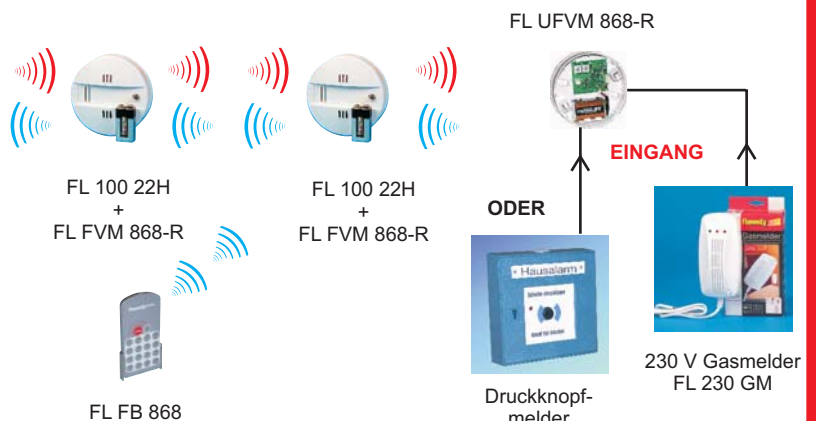 FL UFVM 868-R
EINGANG
FL 100 22H
+
FL FVM 868-R
FL 100 22H
+
FL FVM 868-R
ODER
Hausalarm
Gasmelder
FL FB 868
Druckknopf-
melder
230 V Gasmelder
FL 230 GM